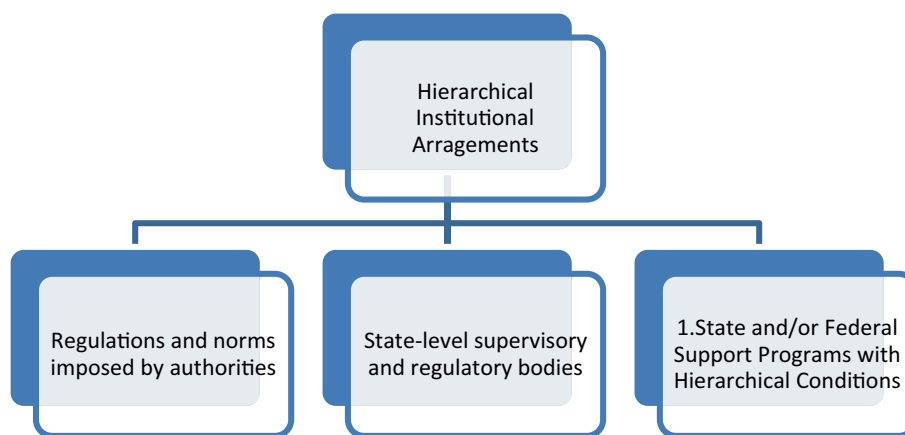 Hierarchical
Institutional
Arragements
Regulations and norms
imposed by authorities
State-level supervisory
and regulatory bodies
1.State and/or Federal
Support Programs with
Hierarchical Conditions